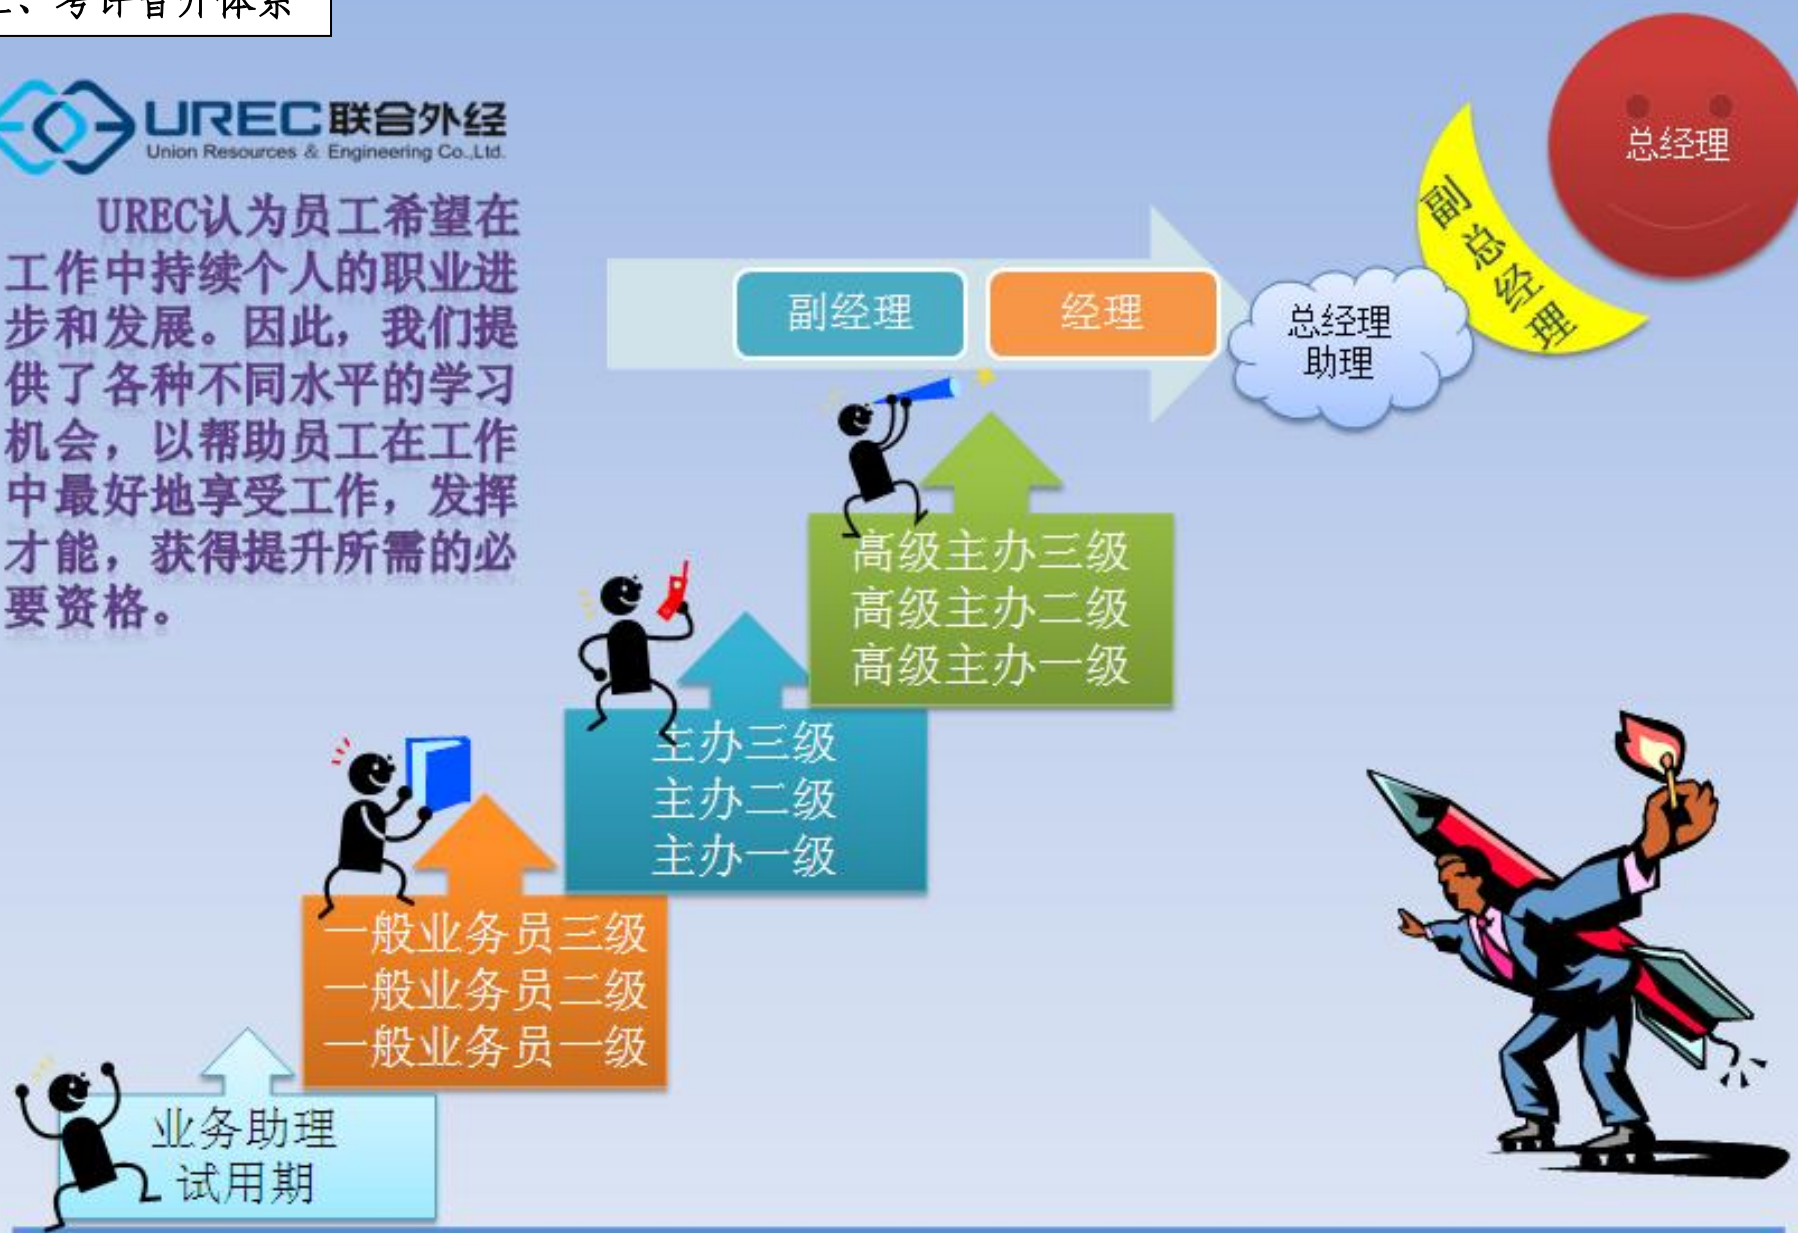 、考评晋升体系
UREC联合外经
Union Resources & Engineering Co.,Ltd.
UREC认为员工希望在
工作中持续个人的职业进
步和发展。因此，我们提
供了各种不同水平的学习
机会，以帮助员工在工作
中最好地享受工作，发挥
才能，获得提升所需的必
要资格。
总经理
副总经理
总经理
助理
副经理
经理
高级主办三级
高级主办二级
高级主办一级
主办三级
主办二级
主办一级
一般业务员三级
一般业务员二级
一般业务员一级
业务助理
试用期